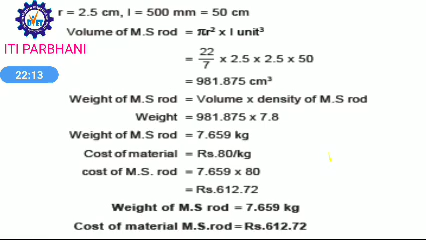 DVET
r = 2.5 cm, l = 500 mm = 50 cm
Volume of M.S rod = πr² x l unit³
ITI PARBHANI
= 22/7 x 2.5 x 2.5 x 50
22:13
= 981.875 cm³
Weight of M.S rod = Volume x density of M.S rod
Weight = 981.875 x 7.8
Weight of M.S rod = 7.659 kg
Cost of material = Rs.80/kg
cost of M.S. rod = 7.659 x 80
= Rs.612.72
Weight of M.S rod = 7.659 kg
Cost of material M.S.rod = Rs.612.72